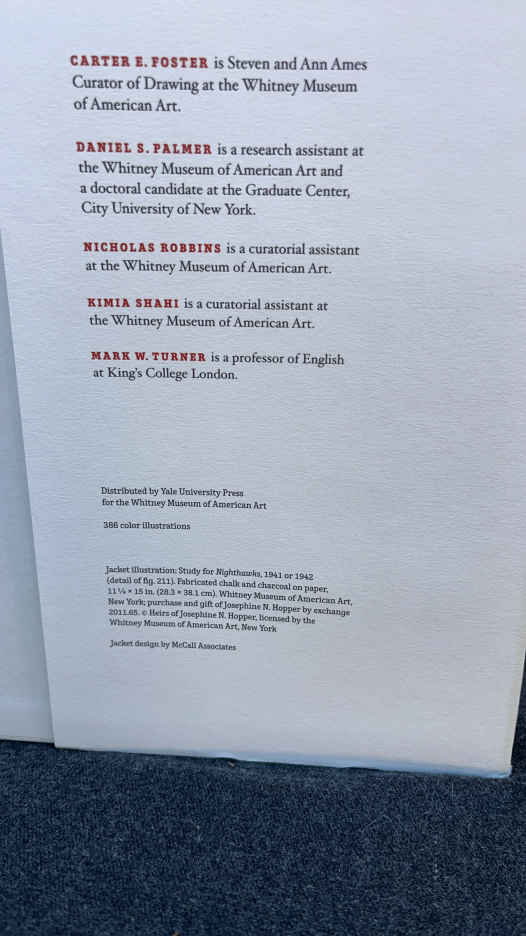 CARTER E. FOSTER is Steven and Ann Ames
Curator of Drawing at the Whitney Museum
of American Art.
DANIEL S. PALMER is a research assistant at
the Whitney Museum of American Art and
a doctoral candidate at the Graduate Center,
City University of New York.
NICHOLAS ROBBINS is a curatorial assistant
at the Whitney Museum of American Art.
KIMIA SHAHI is a curatorial assistant at
the Whitney Museum of American Art.
MARK W. TURNER is a professor of English
at King's College London.
Distributed by Yale University Press
for the Whitney Museum of American Art
386 color illustrations
Jacket illustration: Study for Nighthawks, 1941 or 1942
(detail of fig. 211). Fabricated chalk and charcoal on paper,
11 1/8 × 15 in. (28.3 × 38.1 cm). Whitney Museum of American Art,
New York; purchase and gift of Josephine N. Hopper by exchange
2011.65. © Heirs of Josephine N. Hopper, licensed by the
Whitney Museum of American Art, New York
Jacket design by McCall Associates